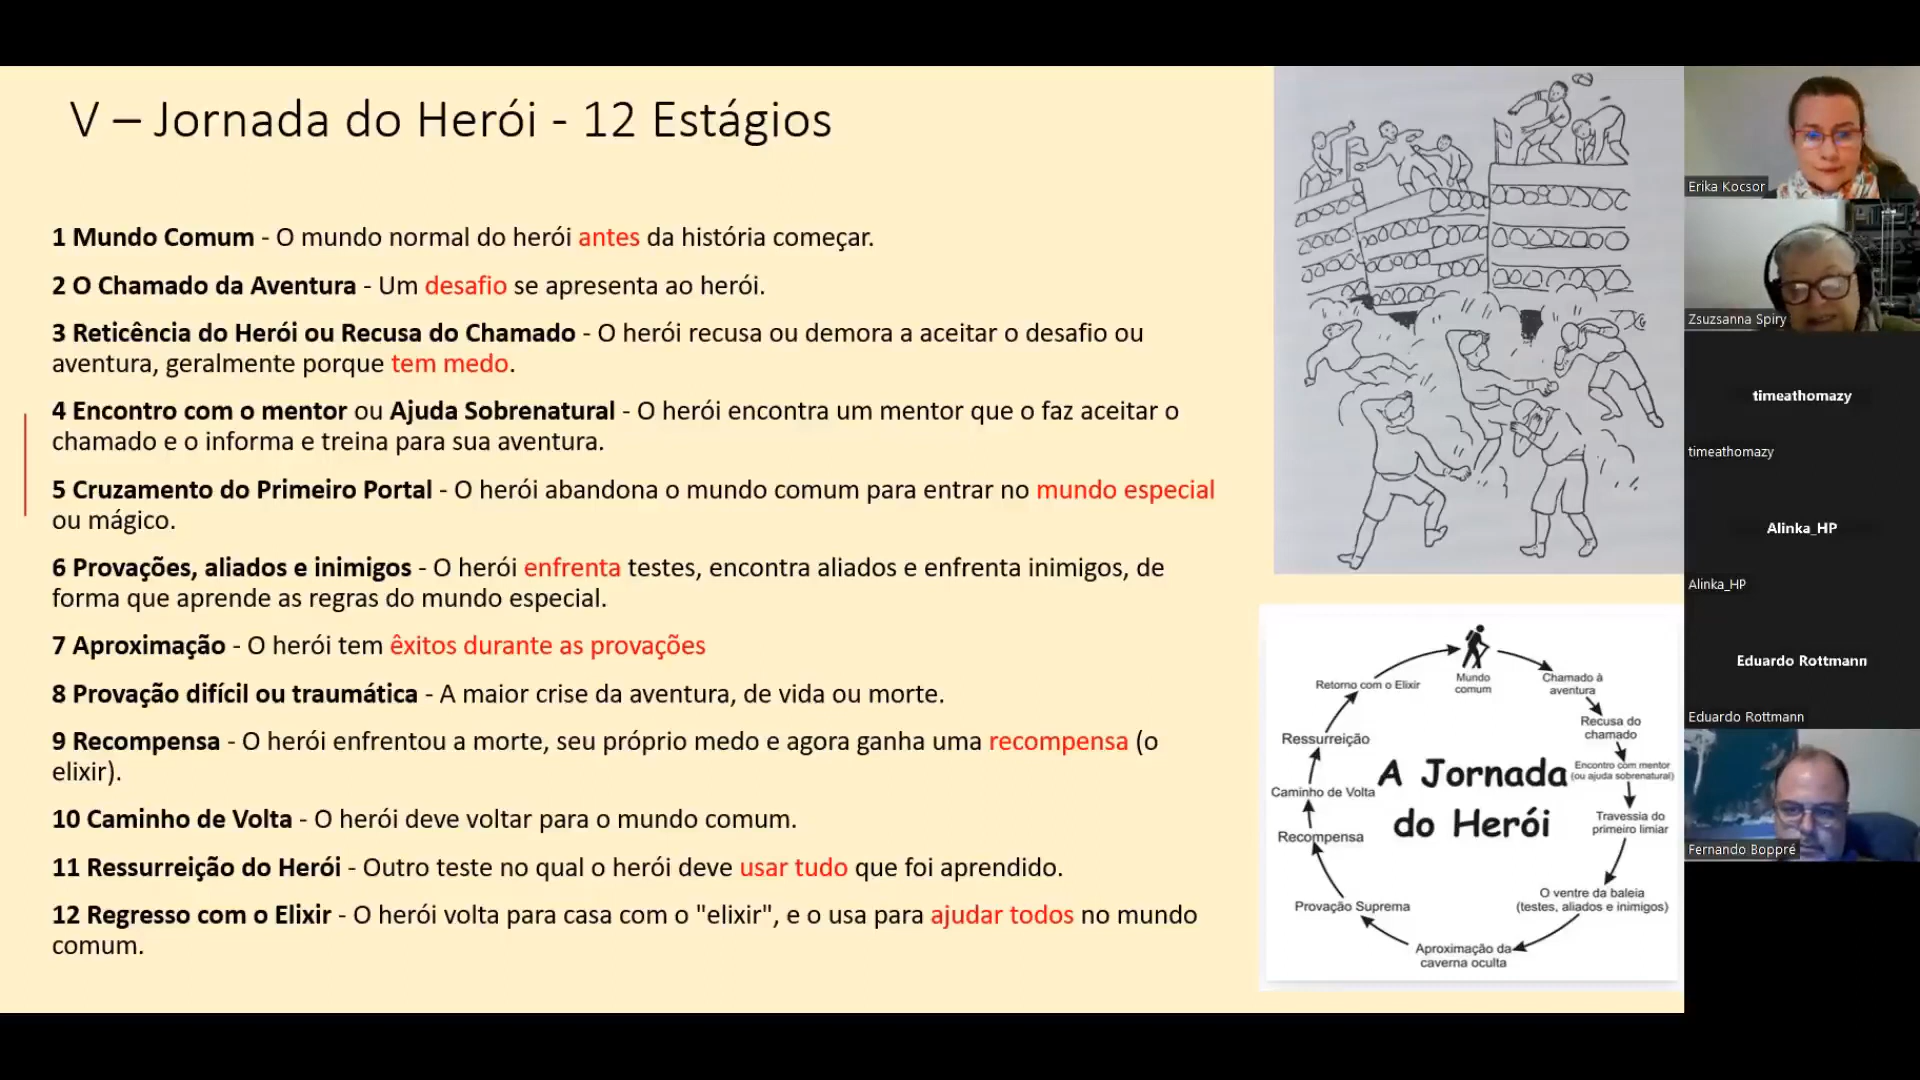 V – Jornada do Herói - 12 Estágios
1 Mundo Comum - O mundo normal do herói antes da história começar.
2 O Chamado da Aventura - Um desafio se apresenta ao herói.
3 Reticência do Herói ou Recusa do Chamado - O herói recusa ou demora a aceitar o desafio ou
aventura, geralmente porque tem medo.
4 Encontro com o mentor ou Ajuda Sobrenatural - O herói encontra um mentor que o faz aceitar o
chamado e o informa e treina para sua aventura.
5 Cruzamento do Primeiro Portal - O herói abandona o mundo comum para entrar no mundo especial
ou mágico.
6 Provações, aliados e inimigos - O herói enfrenta testes, encontra aliados e enfrenta inimigos, de
forma que aprende as regras do mundo especial.
7 Aproximação - O herói tem êxitos durante as provações
8 Provação difícil ou traumática - A maior crise da aventura, de vida ou morte.
9 Recompensa - O herói enfrentou a morte, seu próprio medo e agora ganha uma recompensa (o
elixir).
10 Caminho de Volta - O herói deve voltar para o mundo comum.
11 Ressurreição do Herói - Outro teste no qual o herói deve usar tudo que foi aprendido.
12 Regresso com o Elixir - O herói volta para casa com o "elixir", e o usa para ajudar todos no mundo
comum.
Mundo
comum
Chamado à
aventura
Recusa do
chamado
Encontro com mentor
(ou ajuda sobrenatural)
Travessia do
primeiro limiar
O ventre da baleia
(testes, aliados e inimigos)
Aproximação da
caverna oculta
Provação Suprema
Recompensa
Caminho de Volta
Ressurreição
Retorno com o Elixir
A Jornada
do Herói
Erika Kocsor
Zsuzsanna Spiry
timeathomazy
timeathomazy
Alinka_HP
Alinka_HP
Eduardo Rottmann
Eduardo Rottmann
Fernando Boppré